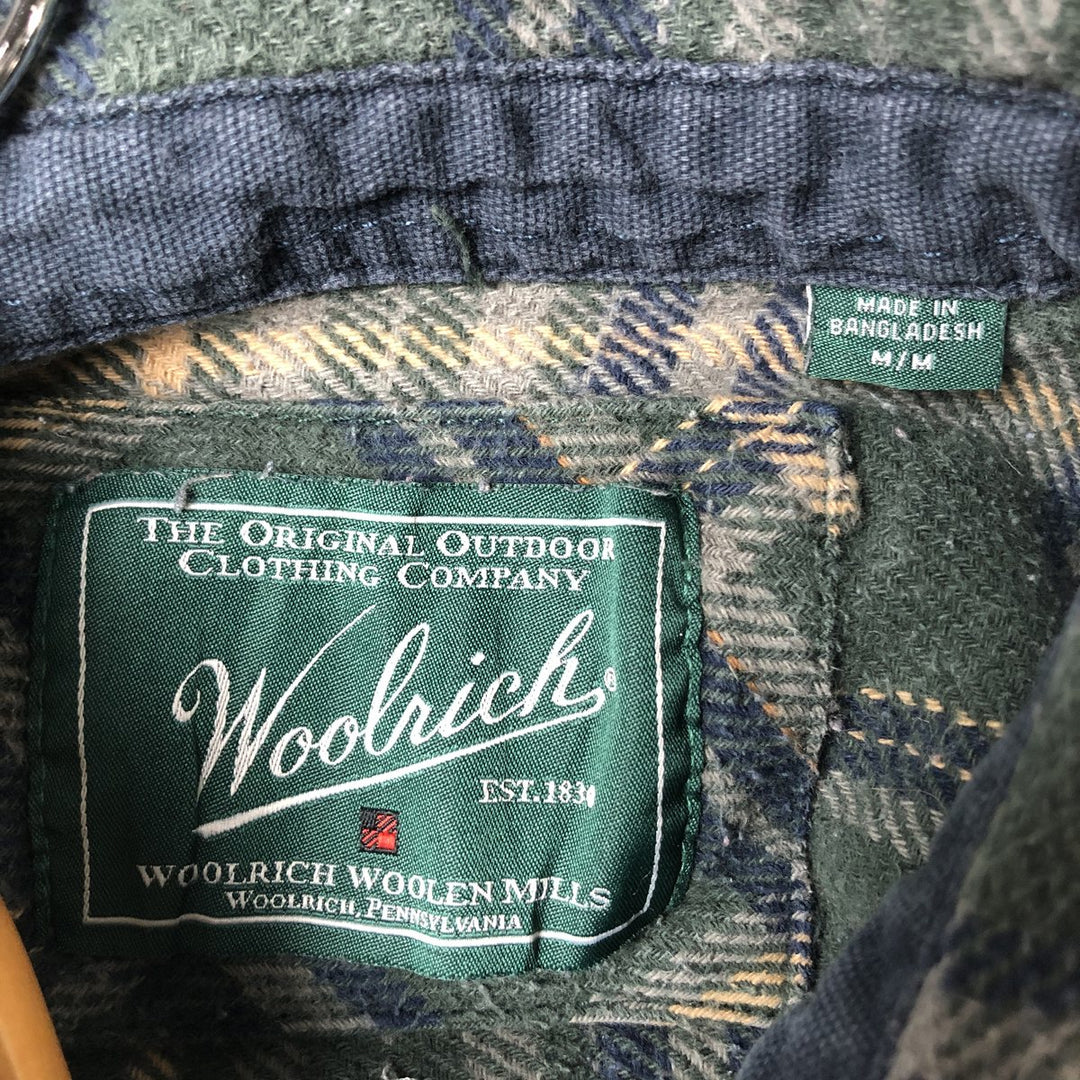 MADE IN
BANGLADESH
M/M
THE ORIGINAL OUTDOOR
CLOTHING COMPANY
Woolrich®
EST. 1830
WOOLRICH WOOLEN MILLS
WOOLRICH, PENNSYLVANIA